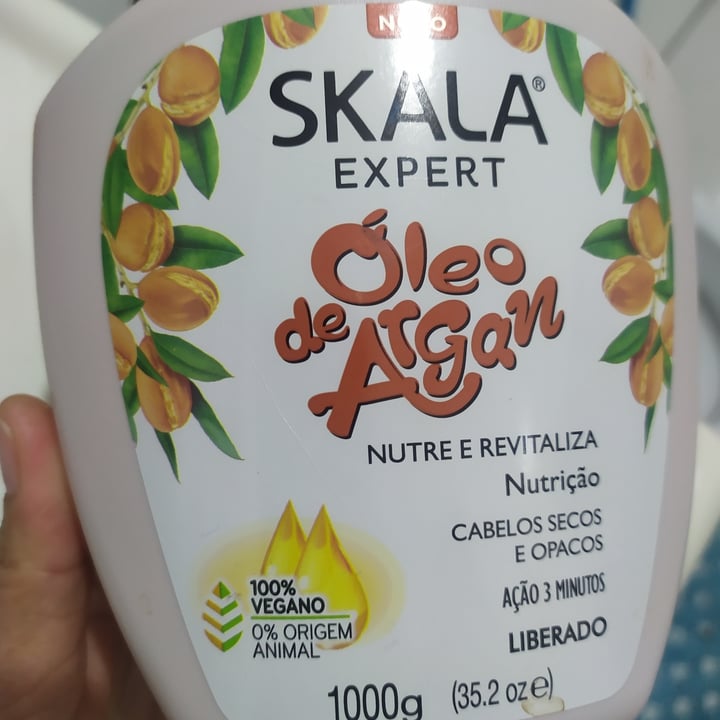 NOVO
SKALA®
EXPERT
Óleo
de Argan
NUTRE E REVITALIZA
Nutrição
CABELOS SECOS
E OPACOS
AÇÃO 3 MINUTOS
LIBERADO
100%
VEGANO
0% ORIGEM
ANIMAL
1000g (35.2 oz ℮)